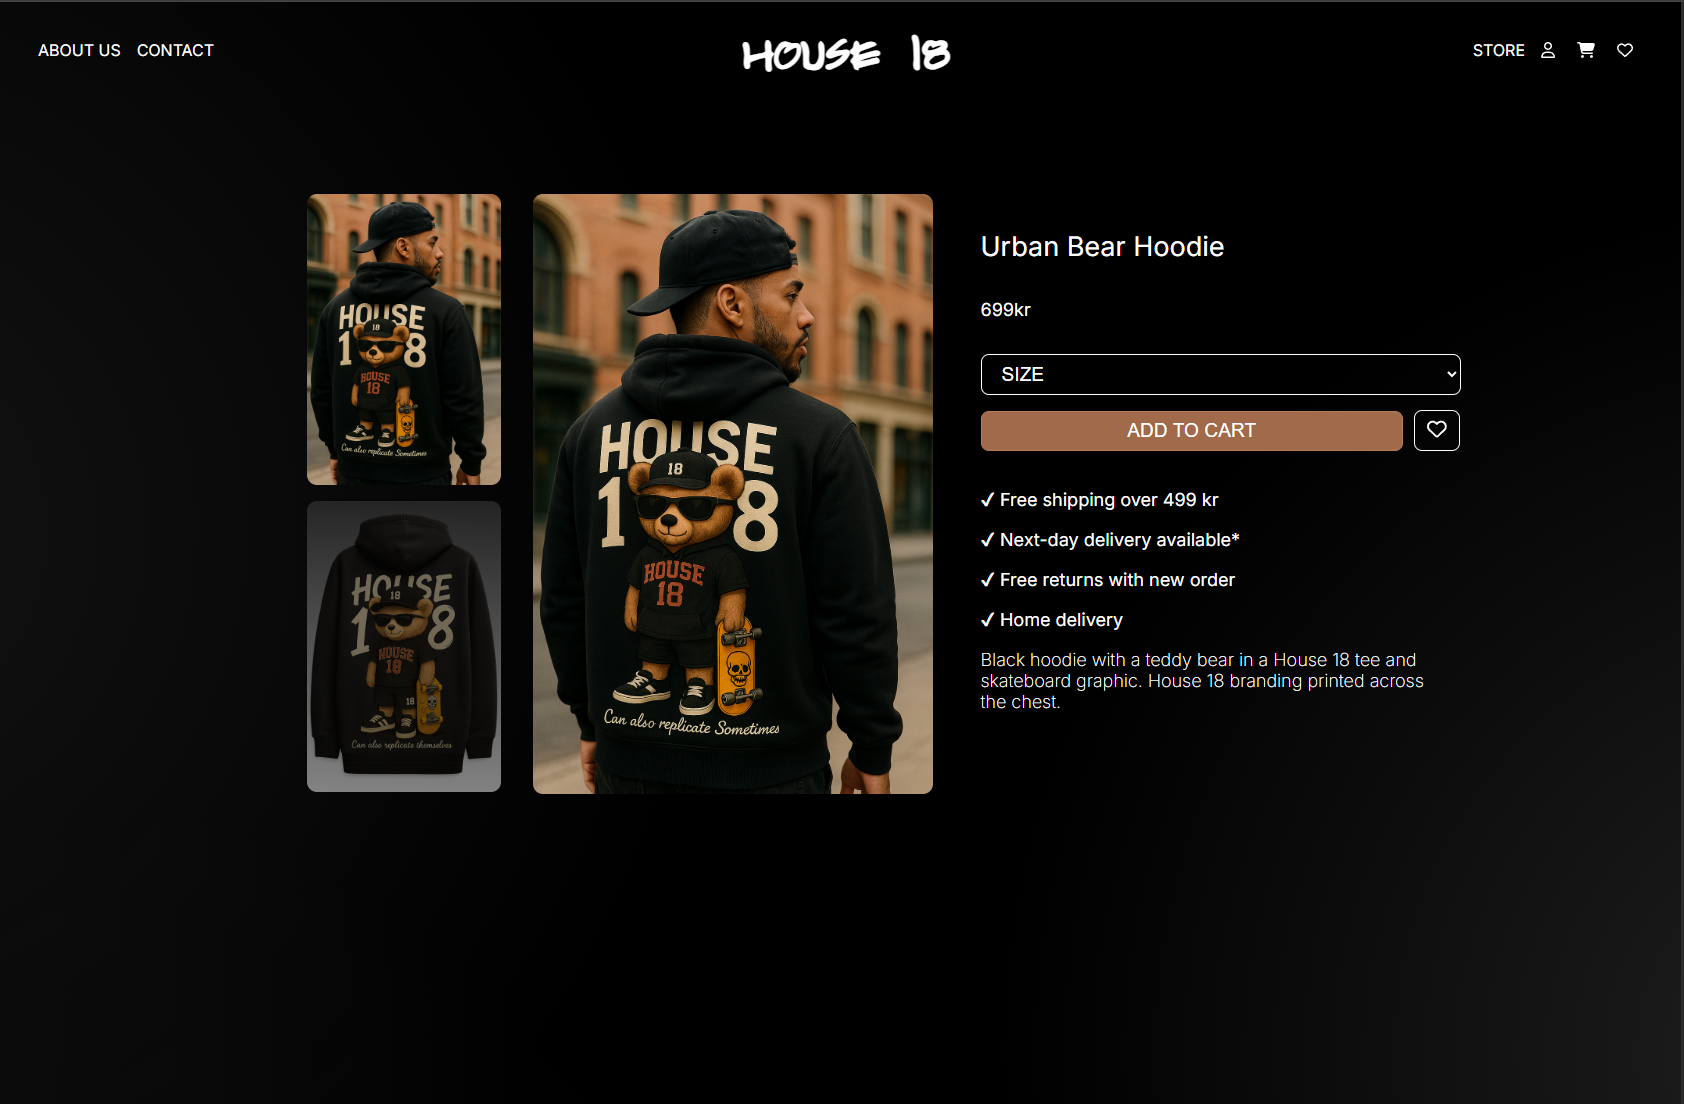 ABOUT US CONTACT
HOUSE 18
STORE
HOUSE
18
18
HOUSE
18
Can also replicate Sometimes
HOUSE
18
18
HOUSE
18
18
Can also replicate themselves
HOUSE
18
18
HOUSE
18
Can also replicate Sometimes
Urban Bear Hoodie
699kr
SIZE
ADD TO CART
✓ Free shipping over 499 kr
✓ Next-day delivery available*
✓ Free returns with new order
✓ Home delivery
Black hoodie with a teddy bear in a House 18 tee and
skateboard graphic. House 18 branding printed across
the chest.